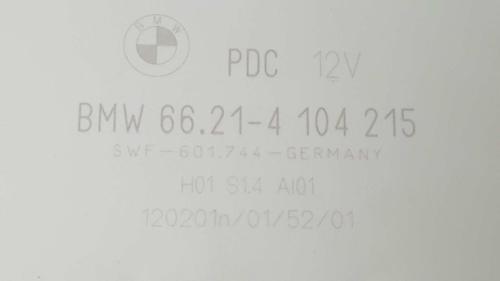 BMW
PDC 12V
BMW 66.21-4 104 215
SWF-601.744-GERMANY
H01 S1.4 AI01
120201n/01/52/01